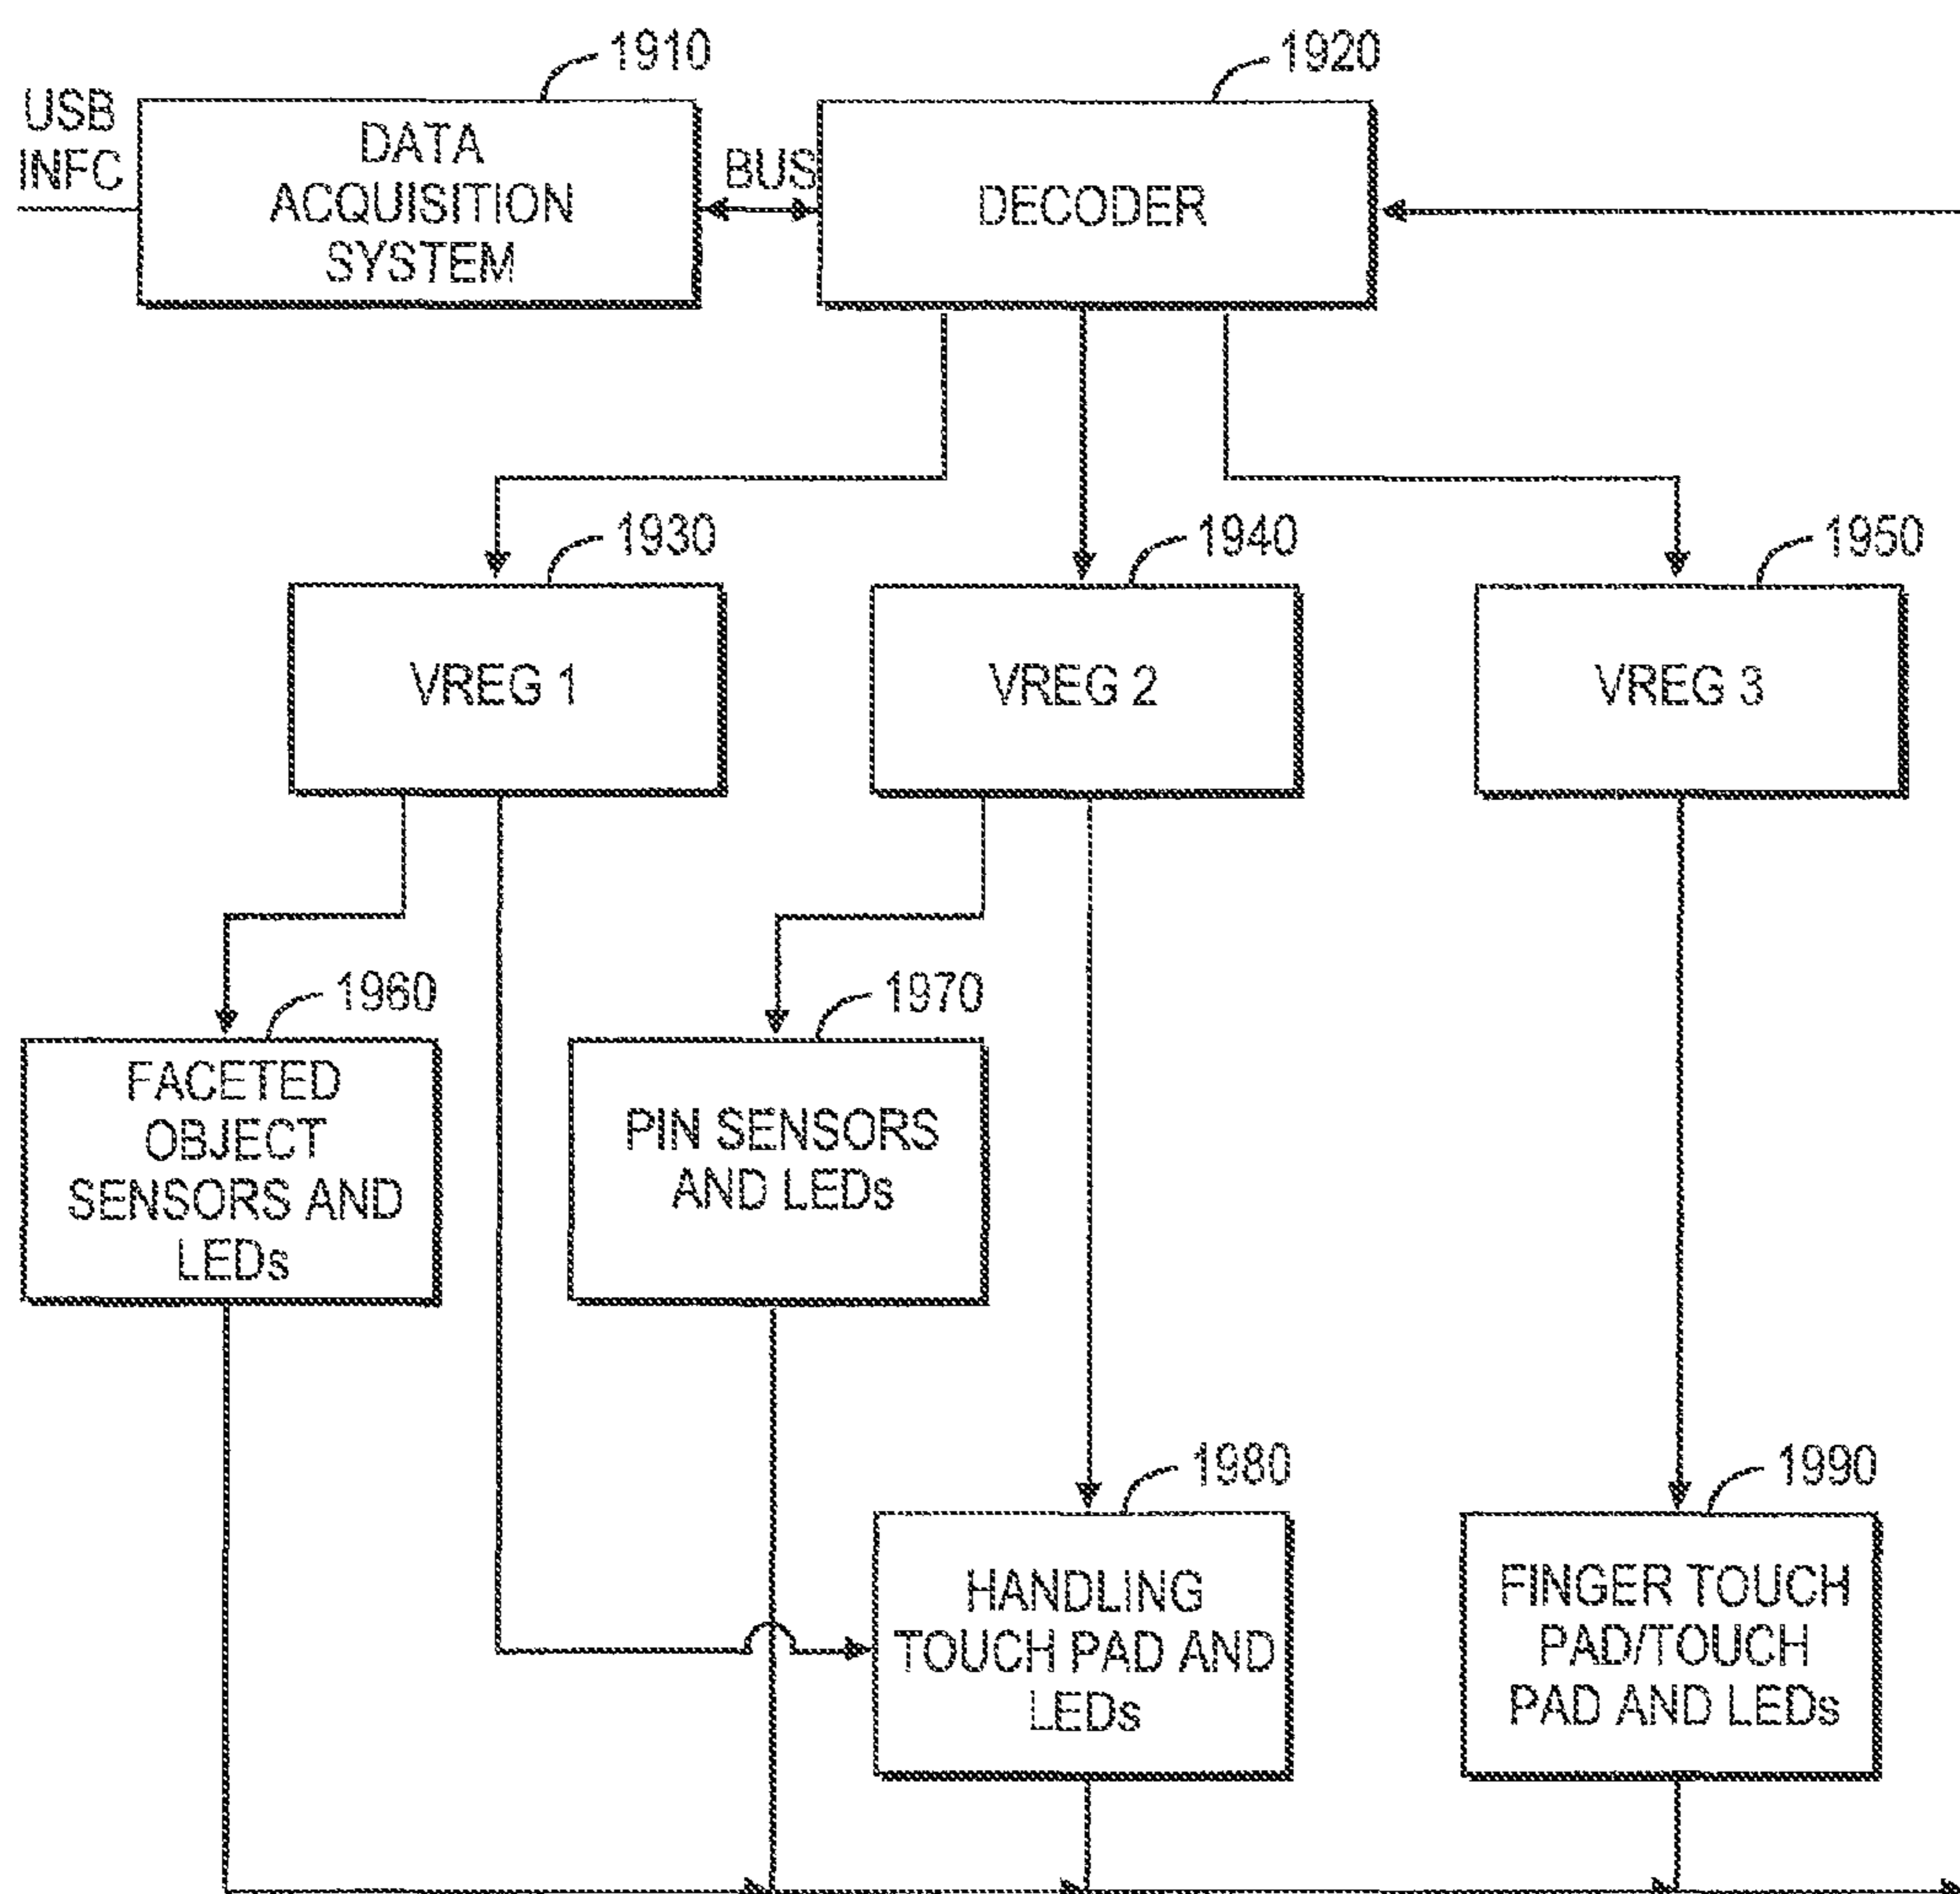 1910
1920
USB
INFC
DATA
ACQUISITION
SYSTEM
BUS
DECODER
1930
1940
1950
VREG 1
VREG 2
VREG 3
1960
1970
FACETED
OBJECT
SENSORS AND
LEDs
PIN SENSORS
AND LEDs
1980
1990
HANDLING
TOUCH PAD AND
LEDs
FINGER TOUCH
PAD/TOUCH
PAD AND LEDs